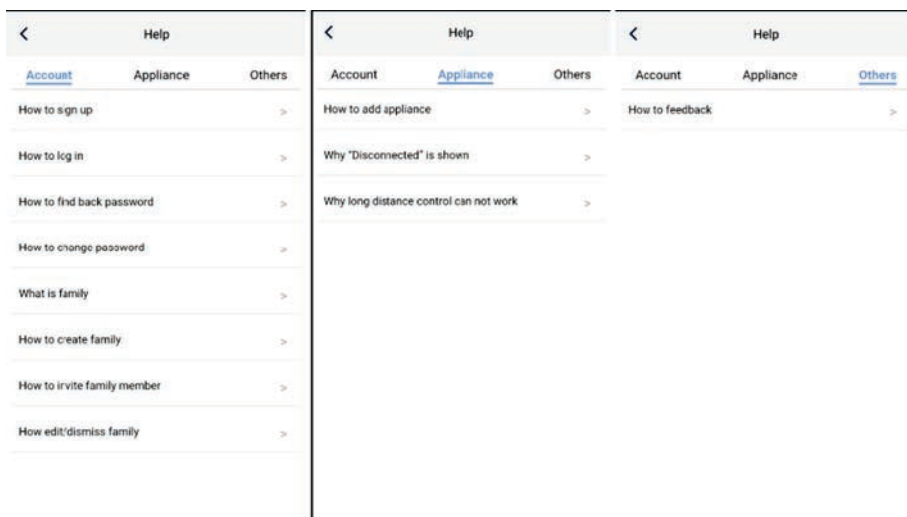 Help
Account Appliance Others
How to sign up >
How to log in >
How to find back password >
How to change password >
What is family >
How to create family >
How to invite family member >
How edit/dismiss family >
Help
Account Appliance Others
How to add appliance >
Why "Disconnected" is shown >
Why long distance control can not work >
Help
Account Appliance Others
How to feedback >